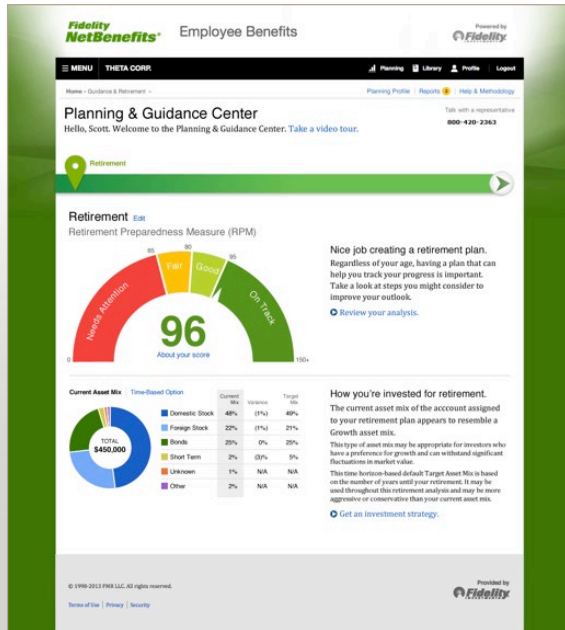 Fidelity
NetBenefits®
Employee Benefits
Powered by
Fidelity
INVESTMENTS
MENU THETA CORP.
Planning Library Profile Logout
Home › Guidance & Retirement ›
Planning Profile | Reports 3 | Help & Methodology
Planning & Guidance Center
Talk with a representative
Hello, Scott. Welcome to the Planning & Guidance Center. Take a video tour.
800-420-2363
Retirement
Retirement Edit
Retirement Preparedness Measure (RPM)
0
65
80
95
150+
Needs Attention
Fair
Good
On Track
96
About your score
Nice job creating a retirement plan.
Regardless of your age, having a plan that can
help you track your progress is important.
Take a look at steps you might consider to
improve your outlook.
Review your analysis.
Current Asset Mix | Time-Based Option
Current Mix Variance Target Mix
TOTAL
$450,000
Domestic Stock 48% (1%) 49%
Foreign Stock 22% (1%) 21%
Bonds 25% 0% 25%
Short Term 2% (3)% 5%
Unknown 1% N/A N/A
Other 2% N/A N/A
How you're invested for retirement.
The current asset mix of the acccount assigned
to your retirement plan appears to resemble a
Growth asset mix.
This type of asset mix may be appropriate for investors who
have a preference for growth and can withstand significant
fluctuations in market value.
This time horizon-based default Target Asset Mix is based
on the number of years until your retirement. It may be
used throughout this retirement analysis and may be more
aggressive or conservative than your current asset mix.
Get an investment strategy.
© 1998-2013 FMR LLC. All rights reserved.
Terms of Use | Privacy | Security
Provided by
Fidelity
INVESTMENTS